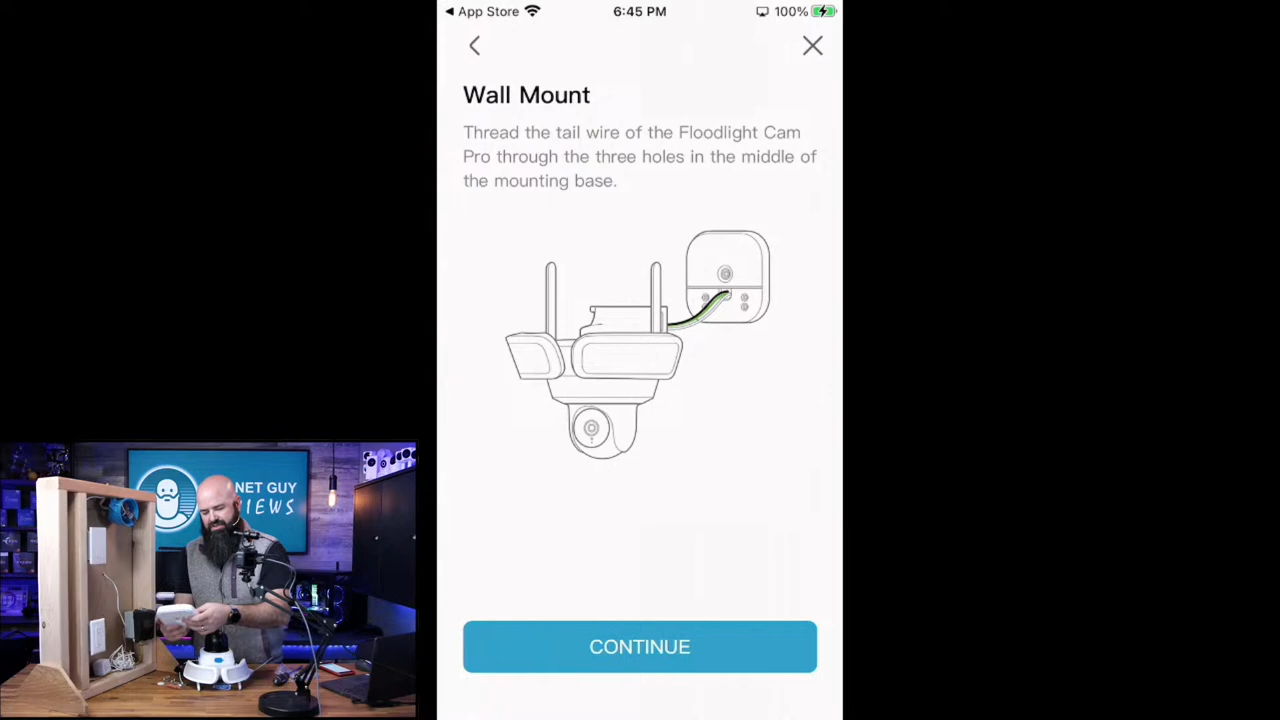 ◀ App Store
6:45 PM
100%
Wall Mount
Thread the tail wire of the Floodlight Cam
Pro through the three holes in the middle of
the mounting base.
CONTINUE
NET GUY
IEWS